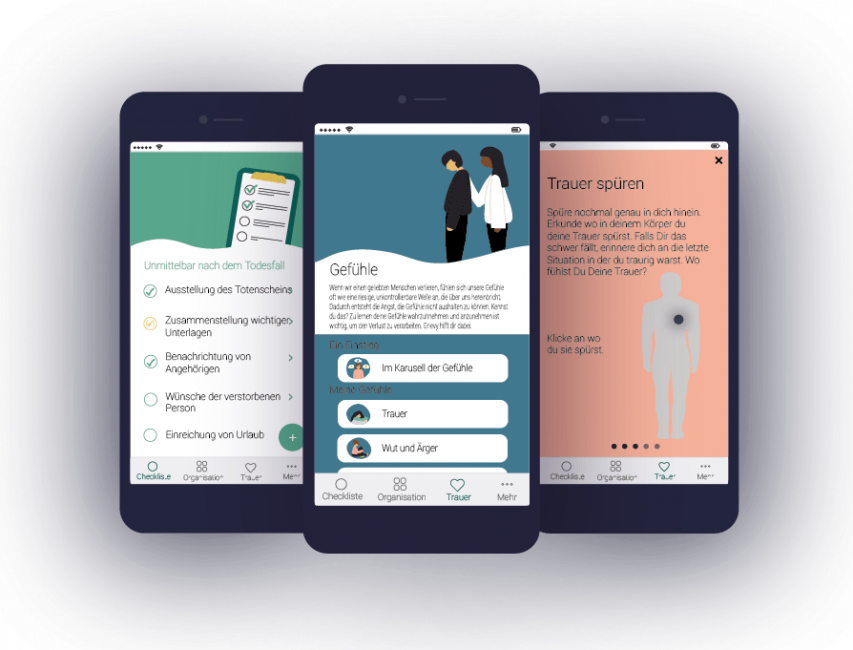 Unmittelbar nach dem Todesfall
Ausstellung des Totenscheins
Zusammenstellung wichtiger
Unterlagen
Benachrichtung von
Angehörigen
Wünsche der verstorbenen
Person
Einreichung von Urlaub
+
Checkliste
Organisation
Trauer
Mehr
Gefühle
Wenn wir einen geliebten Menschen verlieren, fühlen sich unsere Gefühle
oft wie eine riesige, unkontrollierbare Welle an, die über uns hereinbricht.
Dadurch entsteht die Angst, die Gefühle nicht aushalten zu können. Kennst
du das? Zu lernen deine Gefühle wahrzunehmen und anzunehmen ist
wichtig, um den Verlust zu verarbeiten. Grievy hilft dir dabei.
Ein Einstieg
Im Karusell der Gefühle
Meine Gefühle
Trauer
Wut und Ärger
Checkliste
Organisation
Trauer
Mehr
Trauer spüren
Spüre nochmal genau in dich hinein.
Erkunde wo in deinem Körper du
deine Trauer spürst. Falls Dir das
schwer fällt, erinnere dich an die letzte
Situation in der du traurig warst. Wo
fühlst Du Deine Trauer?
Klicke an wo
du sie spürst.
Checkliste
Organisation
Trauer
Mehr